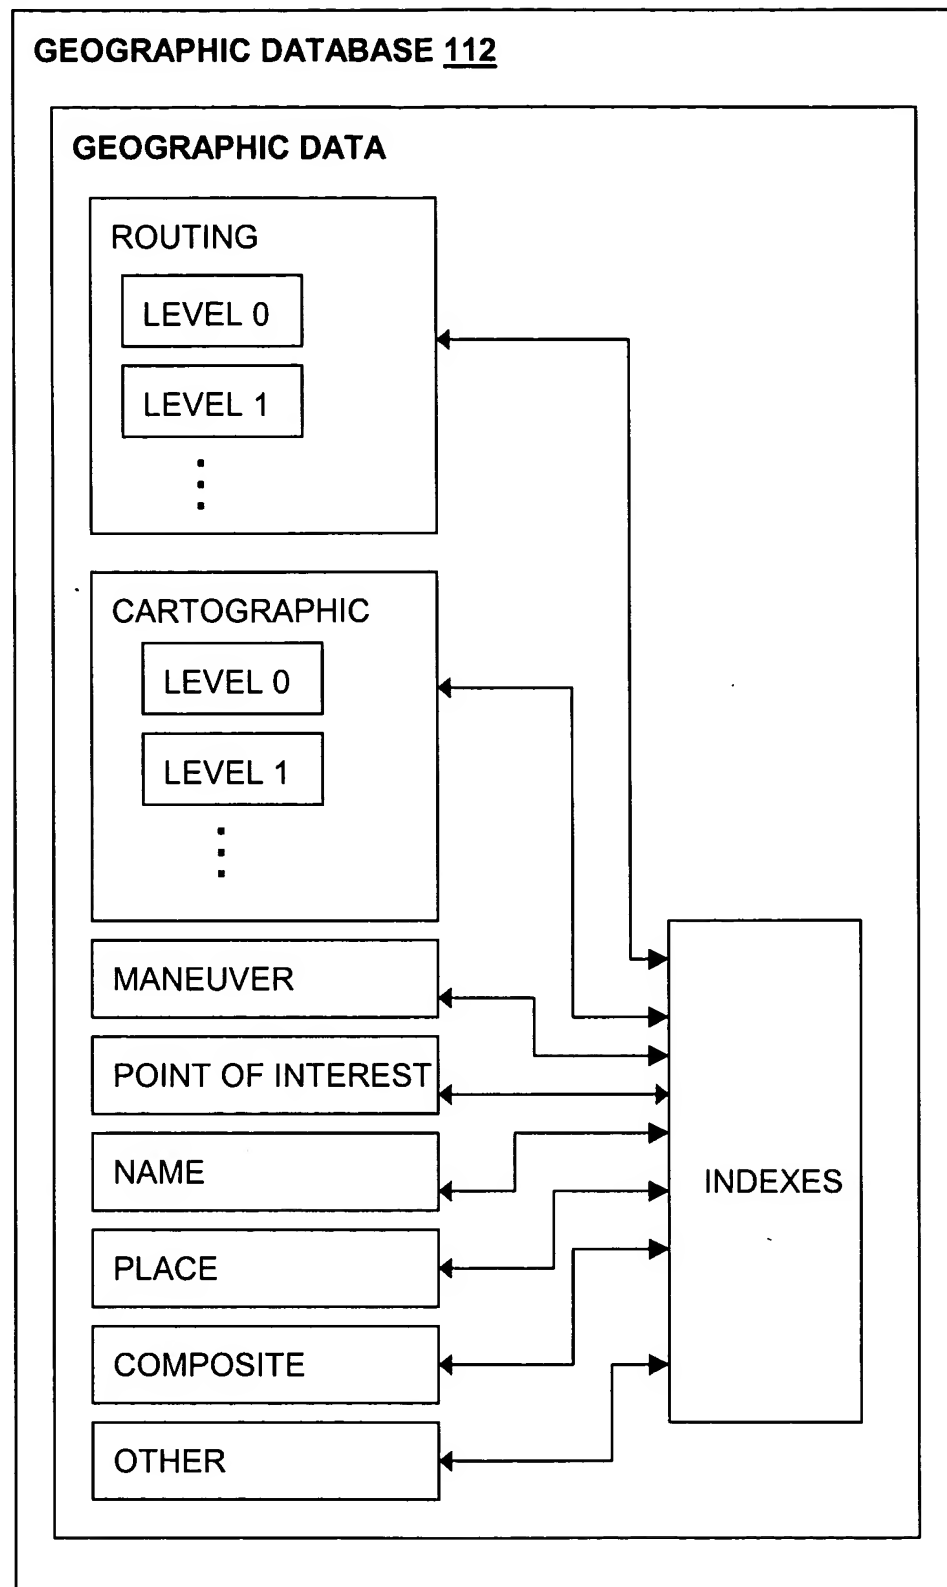 GEOGRAPHIC DATABASE 112
GEOGRAPHIC DATA
ROUTING
LEVEL 0
LEVEL 1
CARTOGRAPHIC
LEVEL 0
LEVEL 1
MANEUVER
POINT OF INTEREST
NAME
PLACE
COMPOSITE
OTHER
INDEXES